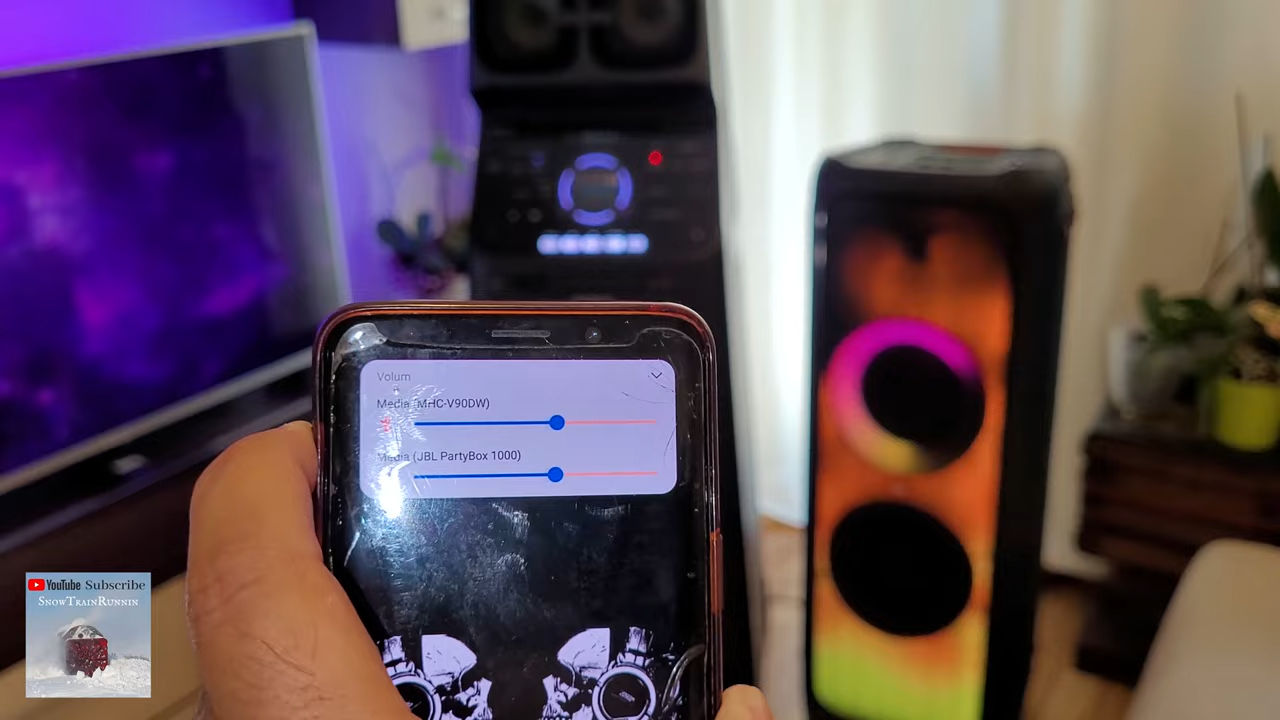 Volum
Media (MHC-V90DW)
Media (JBL PartyBox 1000)
YouTube Subscribe
SnowTrainRunnin